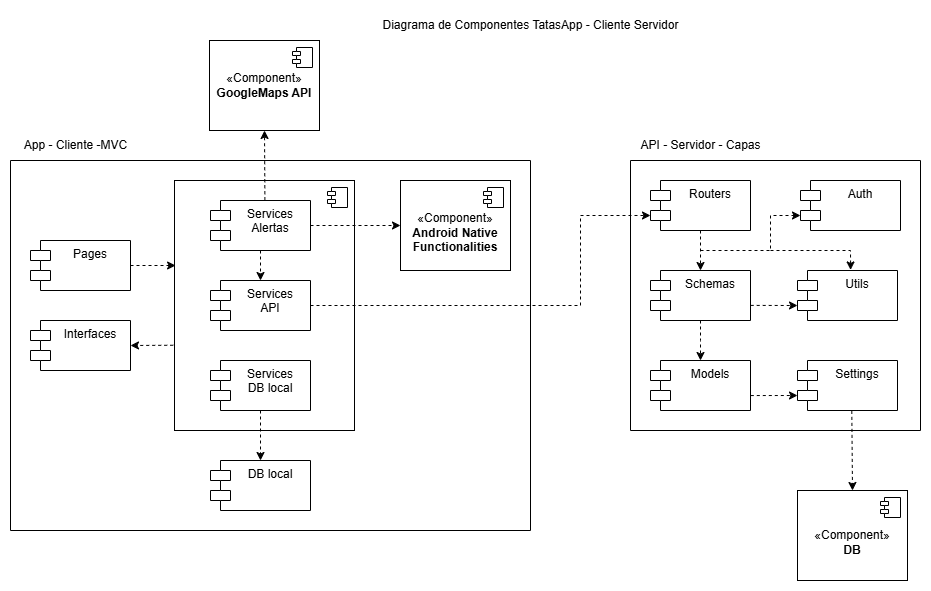 Diagrama de Componentes TatasApp - Cliente Servidor
«Component»
GoogleMaps API
App - Cliente -MVC
Services
Alertas
«Component»
Android Native
Functionalities
Pages
Services
API
Interfaces
Services
DB local
DB local
API - Servidor - Capas
Routers
Auth
Schemas
Utils
Models
Settings
«Component»
DB